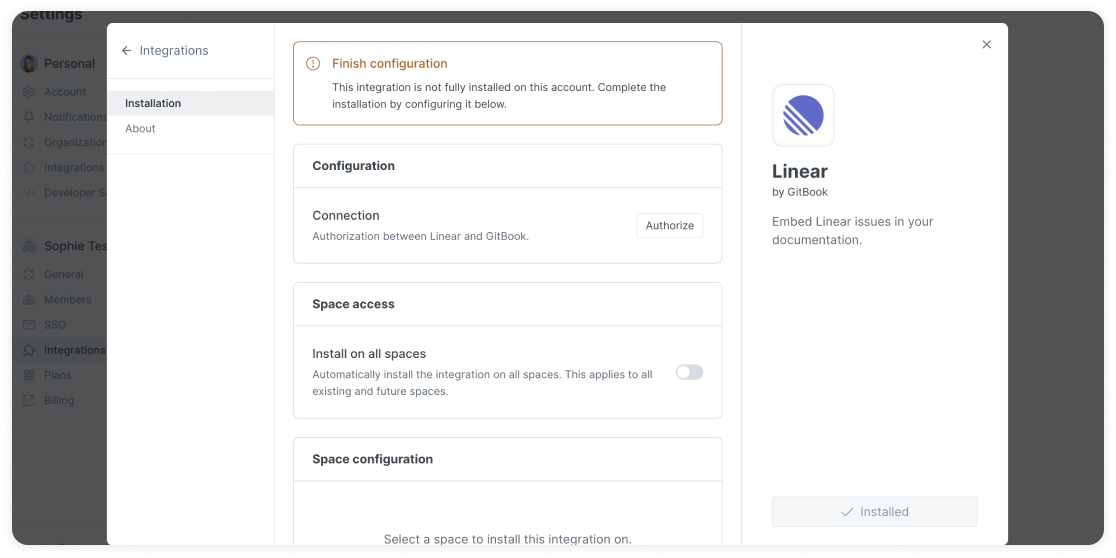 Settings
Personal
Account
Notifications
Organization
Integrations
Developer S
Sophie Tes
General
Members
SSO
Integrations
Plans
Billing
Integrations
Installation
About
Finish configuration
This integration is not fully installed on this account. Complete the
installation by configuring it below.
Configuration
Connection
Authorization between Linear and GitBook.
Authorize
Space access
Install on all spaces
Automatically install the integration on all spaces. This applies to all
existing and future spaces.
Space configuration
Select a space to install this integration on.
Linear
by GitBook
Embed Linear issues in your
documentation.
Installed